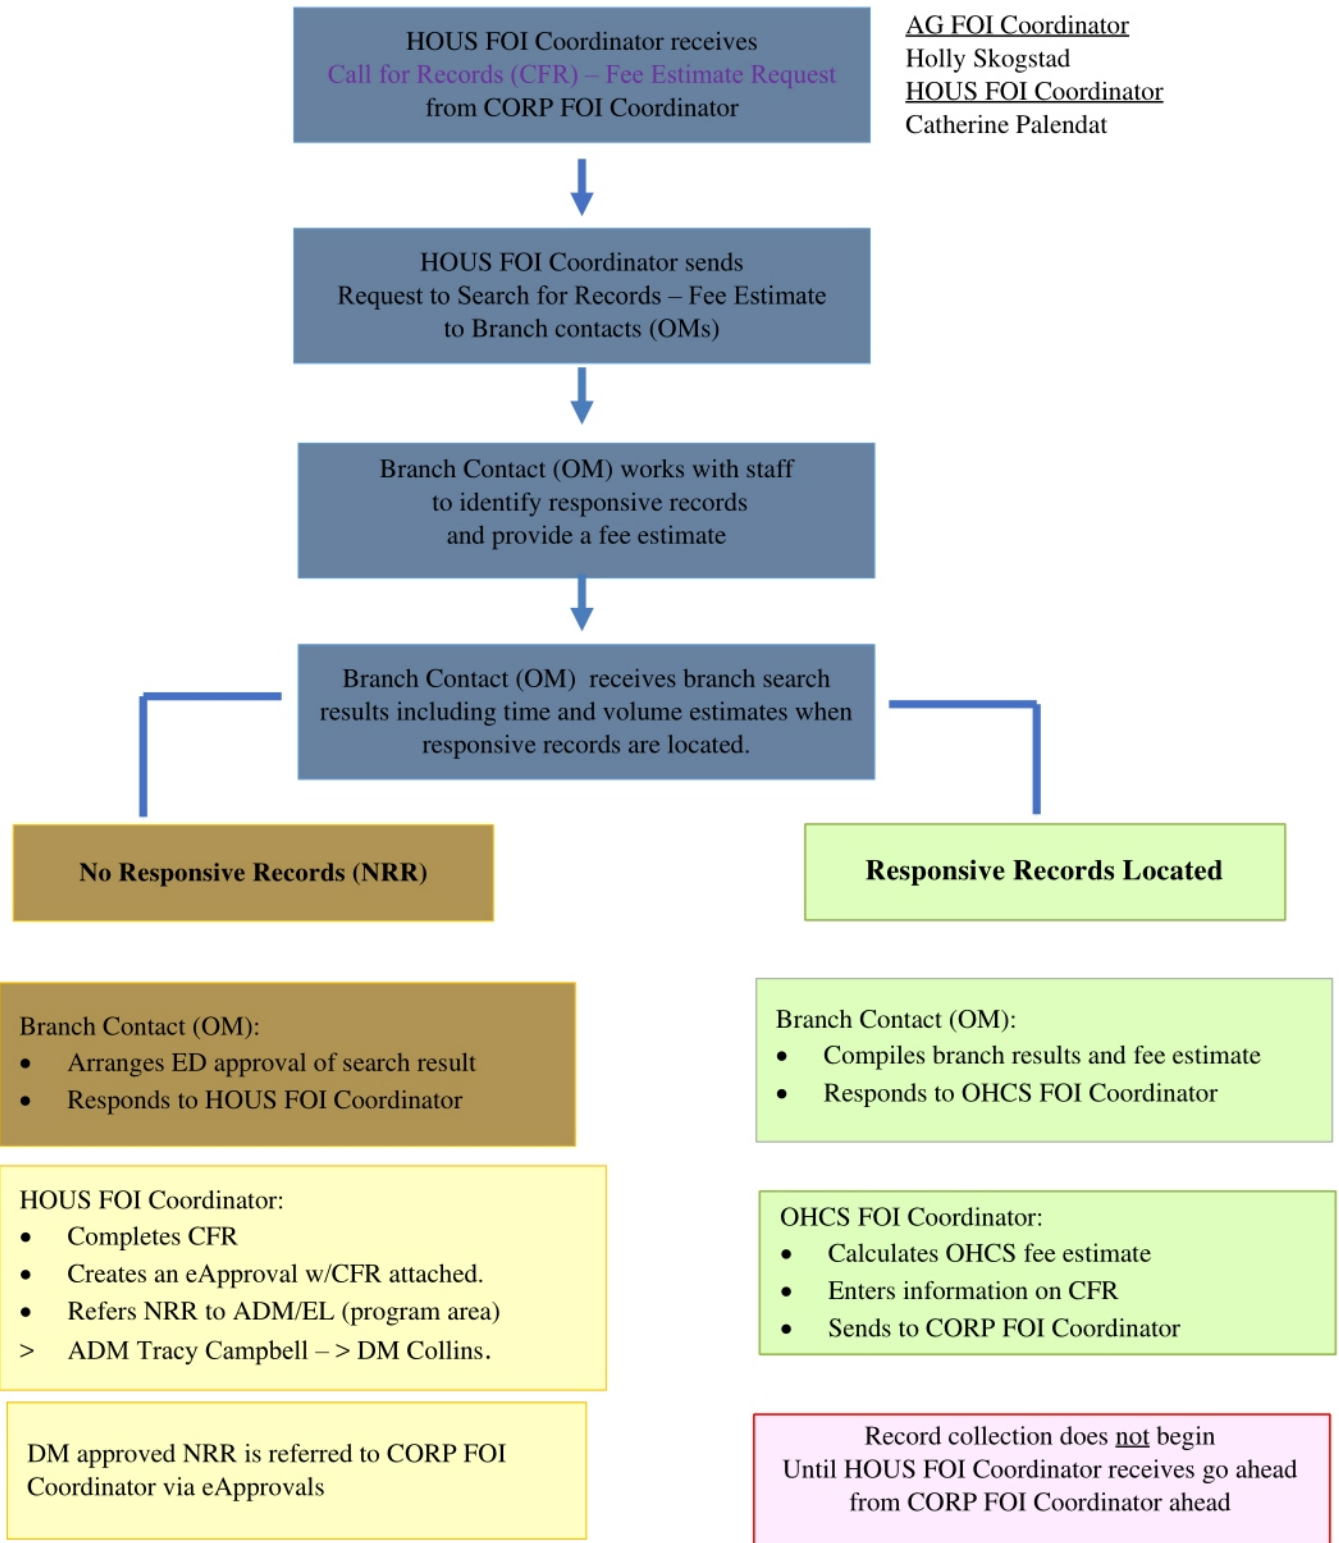 HOUS FOI Coordinator receives
Call for Records (CFR) – Fee Estimate Request
from CORP FOI Coordinator
AG FOI Coordinator
Holly Skogstad
HOUS FOI Coordinator
Catherine Palendat
HOUS FOI Coordinator sends
Request to Search for Records – Fee Estimate
to Branch contacts (OMs)
Branch Contact (OM) works with staff
to identify responsive records
and provide a fee estimate
Branch Contact (OM) receives branch search
results including time and volume estimates when
responsive records are located.
No Responsive Records (NRR)
Branch Contact (OM):
• Arranges ED approval of search result
• Responds to HOUS FOI Coordinator
HOUS FOI Coordinator:
• Completes CFR
• Creates an eApproval w/CFR attached.
• Refers NRR to ADM/EL (program area)
> ADM Tracy Campbell – > DM Collins.
DM approved NRR is referred to CORP FOI
Coordinator via eApprovals
Responsive Records Located
Branch Contact (OM):
• Compiles branch results and fee estimate
• Responds to OHCS FOI Coordinator
OHCS FOI Coordinator:
• Calculates OHCS fee estimate
• Enters information on CFR
• Sends to CORP FOI Coordinator
Record collection does not begin
Until HOUS FOI Coordinator receives go ahead
from CORP FOI Coordinator ahead